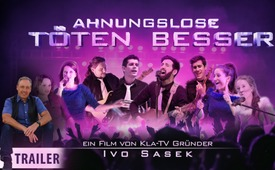 AHNUNGSLOSE
TÖTEN BESSER
EIN FILM VON KLA-TV GRÜNDER
IVO SASEK
TRAILER